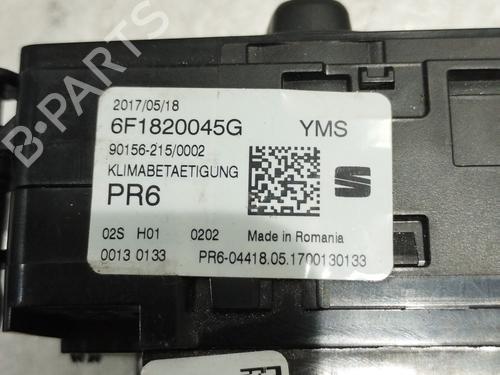 B-PARTS
2017/05/18
6F1820045G YMS
90156-215/0002
KLIMABETAETIGUNG
PR6
02S H01 0202 Made in Romania
0013 0133 PR6-04418.05.1700130133